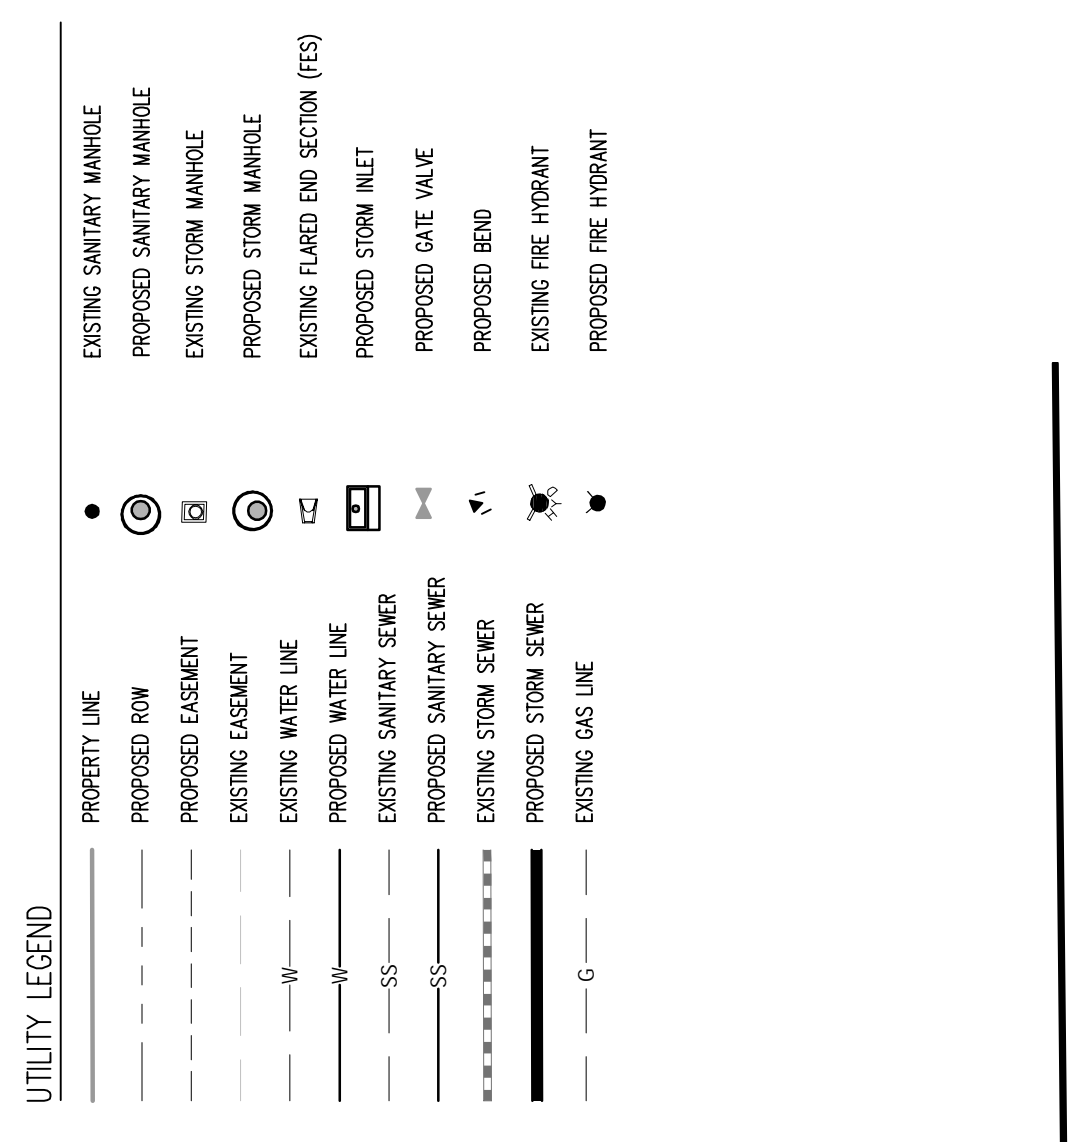 UTILITY LEGEND
PROPERTY LINE
PROPOSED ROW
PROPOSED EASEMENT
EXISTING EASEMENT
W
EXISTING WATER LINE
W
PROPOSED WATER LINE
SS
EXISTING SANITARY SEWER
SS
PROPOSED SANITARY SEWER
EXISTING STORM SEWER
PROPOSED STORM SEWER
G
EXISTING GAS LINE
EXISTING SANITARY MANHOLE
PROPOSED SANITARY MANHOLE
EXISTING STORM MANHOLE
PROPOSED STORM MANHOLE
EXISTING FLARED END SECTION (FES)
PROPOSED STORM INLET
PROPOSED GATE VALVE
PROPOSED BEND
HYD
EXISTING FIRE HYDRANT
PROPOSED FIRE HYDRANT